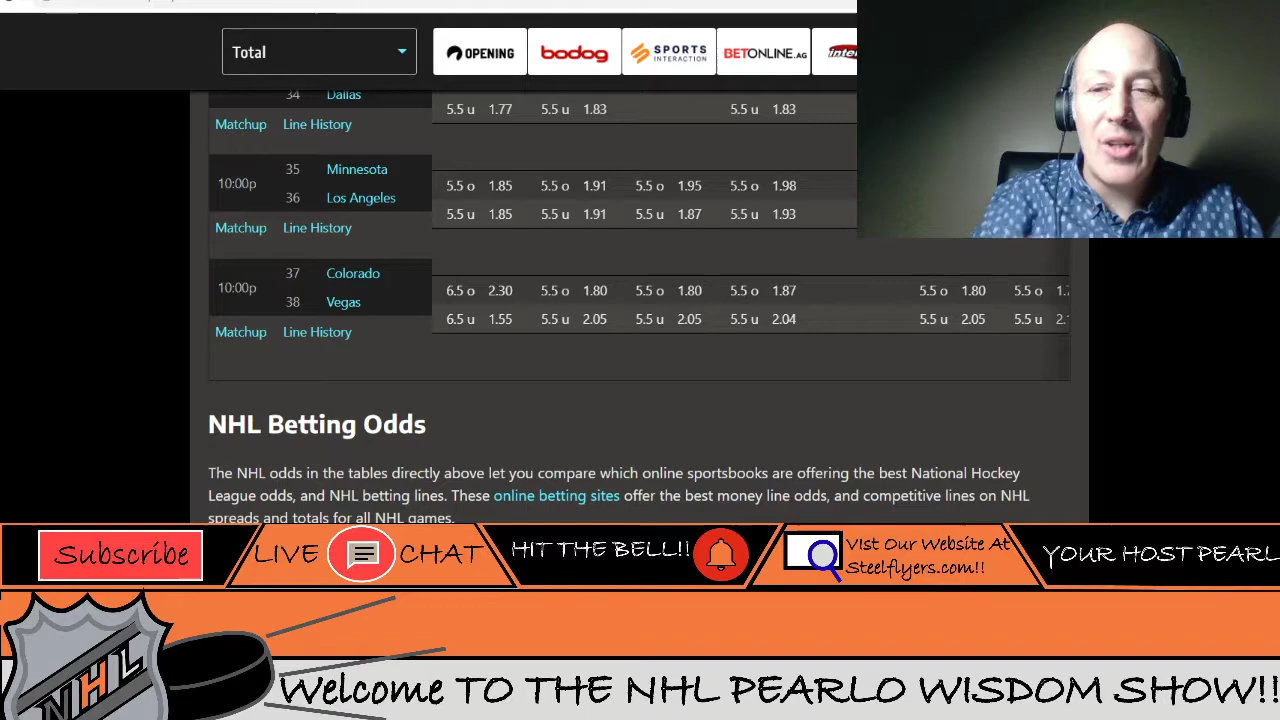 Total OPENING bodog SPORTS INTERACTION BETONLINE.AG
34 Dallas
5.5 u 1.77 5.5 u 1.83 5.5 u 1.83
Matchup Line History
35 Minnesota
10:00p
36 Los Angeles
5.5 o 1.85 5.5 o 1.91 5.5 o 1.95 5.5 o 1.98
5.5 u 1.85 5.5 u 1.91 5.5 u 1.87 5.5 u 1.93
Matchup Line History
37 Colorado
10:00p
38 Vegas
6.5 o 2.30 5.5 o 1.80 5.5 o 1.80 5.5 o 1.87 5.5 o 1.80 5.5 o
6.5 u 1.55 5.5 u 2.05 5.5 u 2.05 5.5 u 2.04 5.5 u 2.05 5.5 u
Matchup Line History
NHL Betting Odds
The NHL odds in the tables directly above let you compare which online sportsbooks are offering the best National Hockey
League odds, and NHL betting lines. These online betting sites offer the best money line odds, and competitive lines on NHL
spreads and totals for all NHL games.
Subscribe LIVE CHAT HIT THE BELL!! VIst Our WebsIte At
Steelflyers.com!!
YOUR HOST PEARL
NHL
Welcome TO THE NHL PEARLO WISDOM SHOW!!